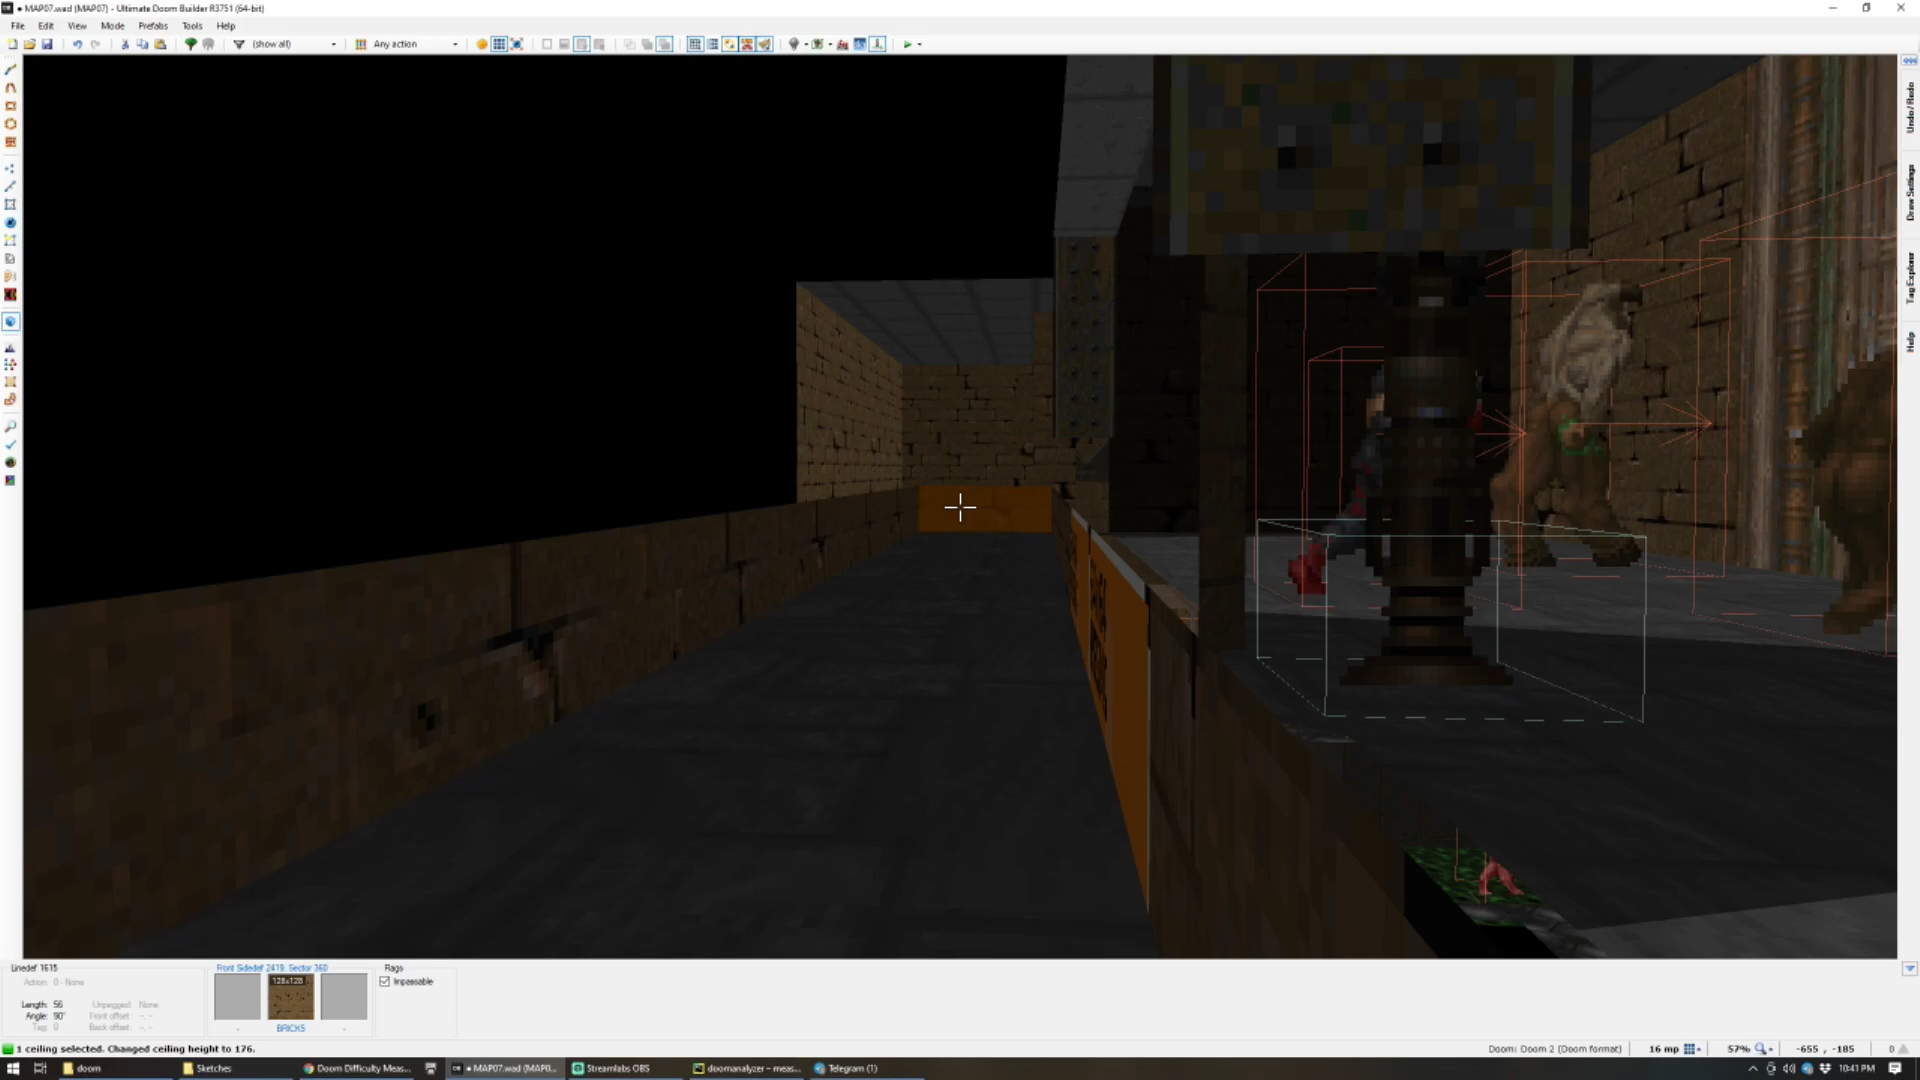 MAP07.wad (MAP07) - Ultimate Doom Builder R3751 (64-bit)
File Edit View Mode Prefabs Tools Help
(show all)
Any action
Undo / Redo
Draw Settings
Tag Explorer
Help
Linedef 1615
Action: 0 - None
Length: 56
Unpegged: None
Angle: 90°
Front offset: --, --
Tag: 0
Back offset: --, --
Front Sidedef 2419. Sector 360
128x128
-
BRICK5
-
Flags
Impassable
1 ceiling selected. Changed ceiling height to 176.
Doom: Doom 2 (Doom format)
16 mp
57%
-655 , -185
0
doom
Sketches
Doom Difficulty Meas...
MAP07.wad (MAP0...
Streamlabs OBS
doomanalyzer – meas...
Telegram (1)
10:41 PM